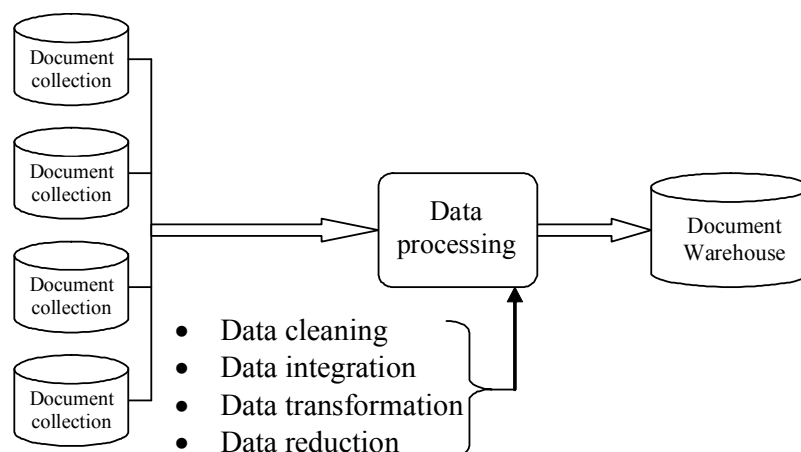 Document
collection
Document
collection
Document
collection
Document
collection
Data
processing
Document
Warehouse
• Data cleaning
• Data integration
• Data transformation
• Data reduction